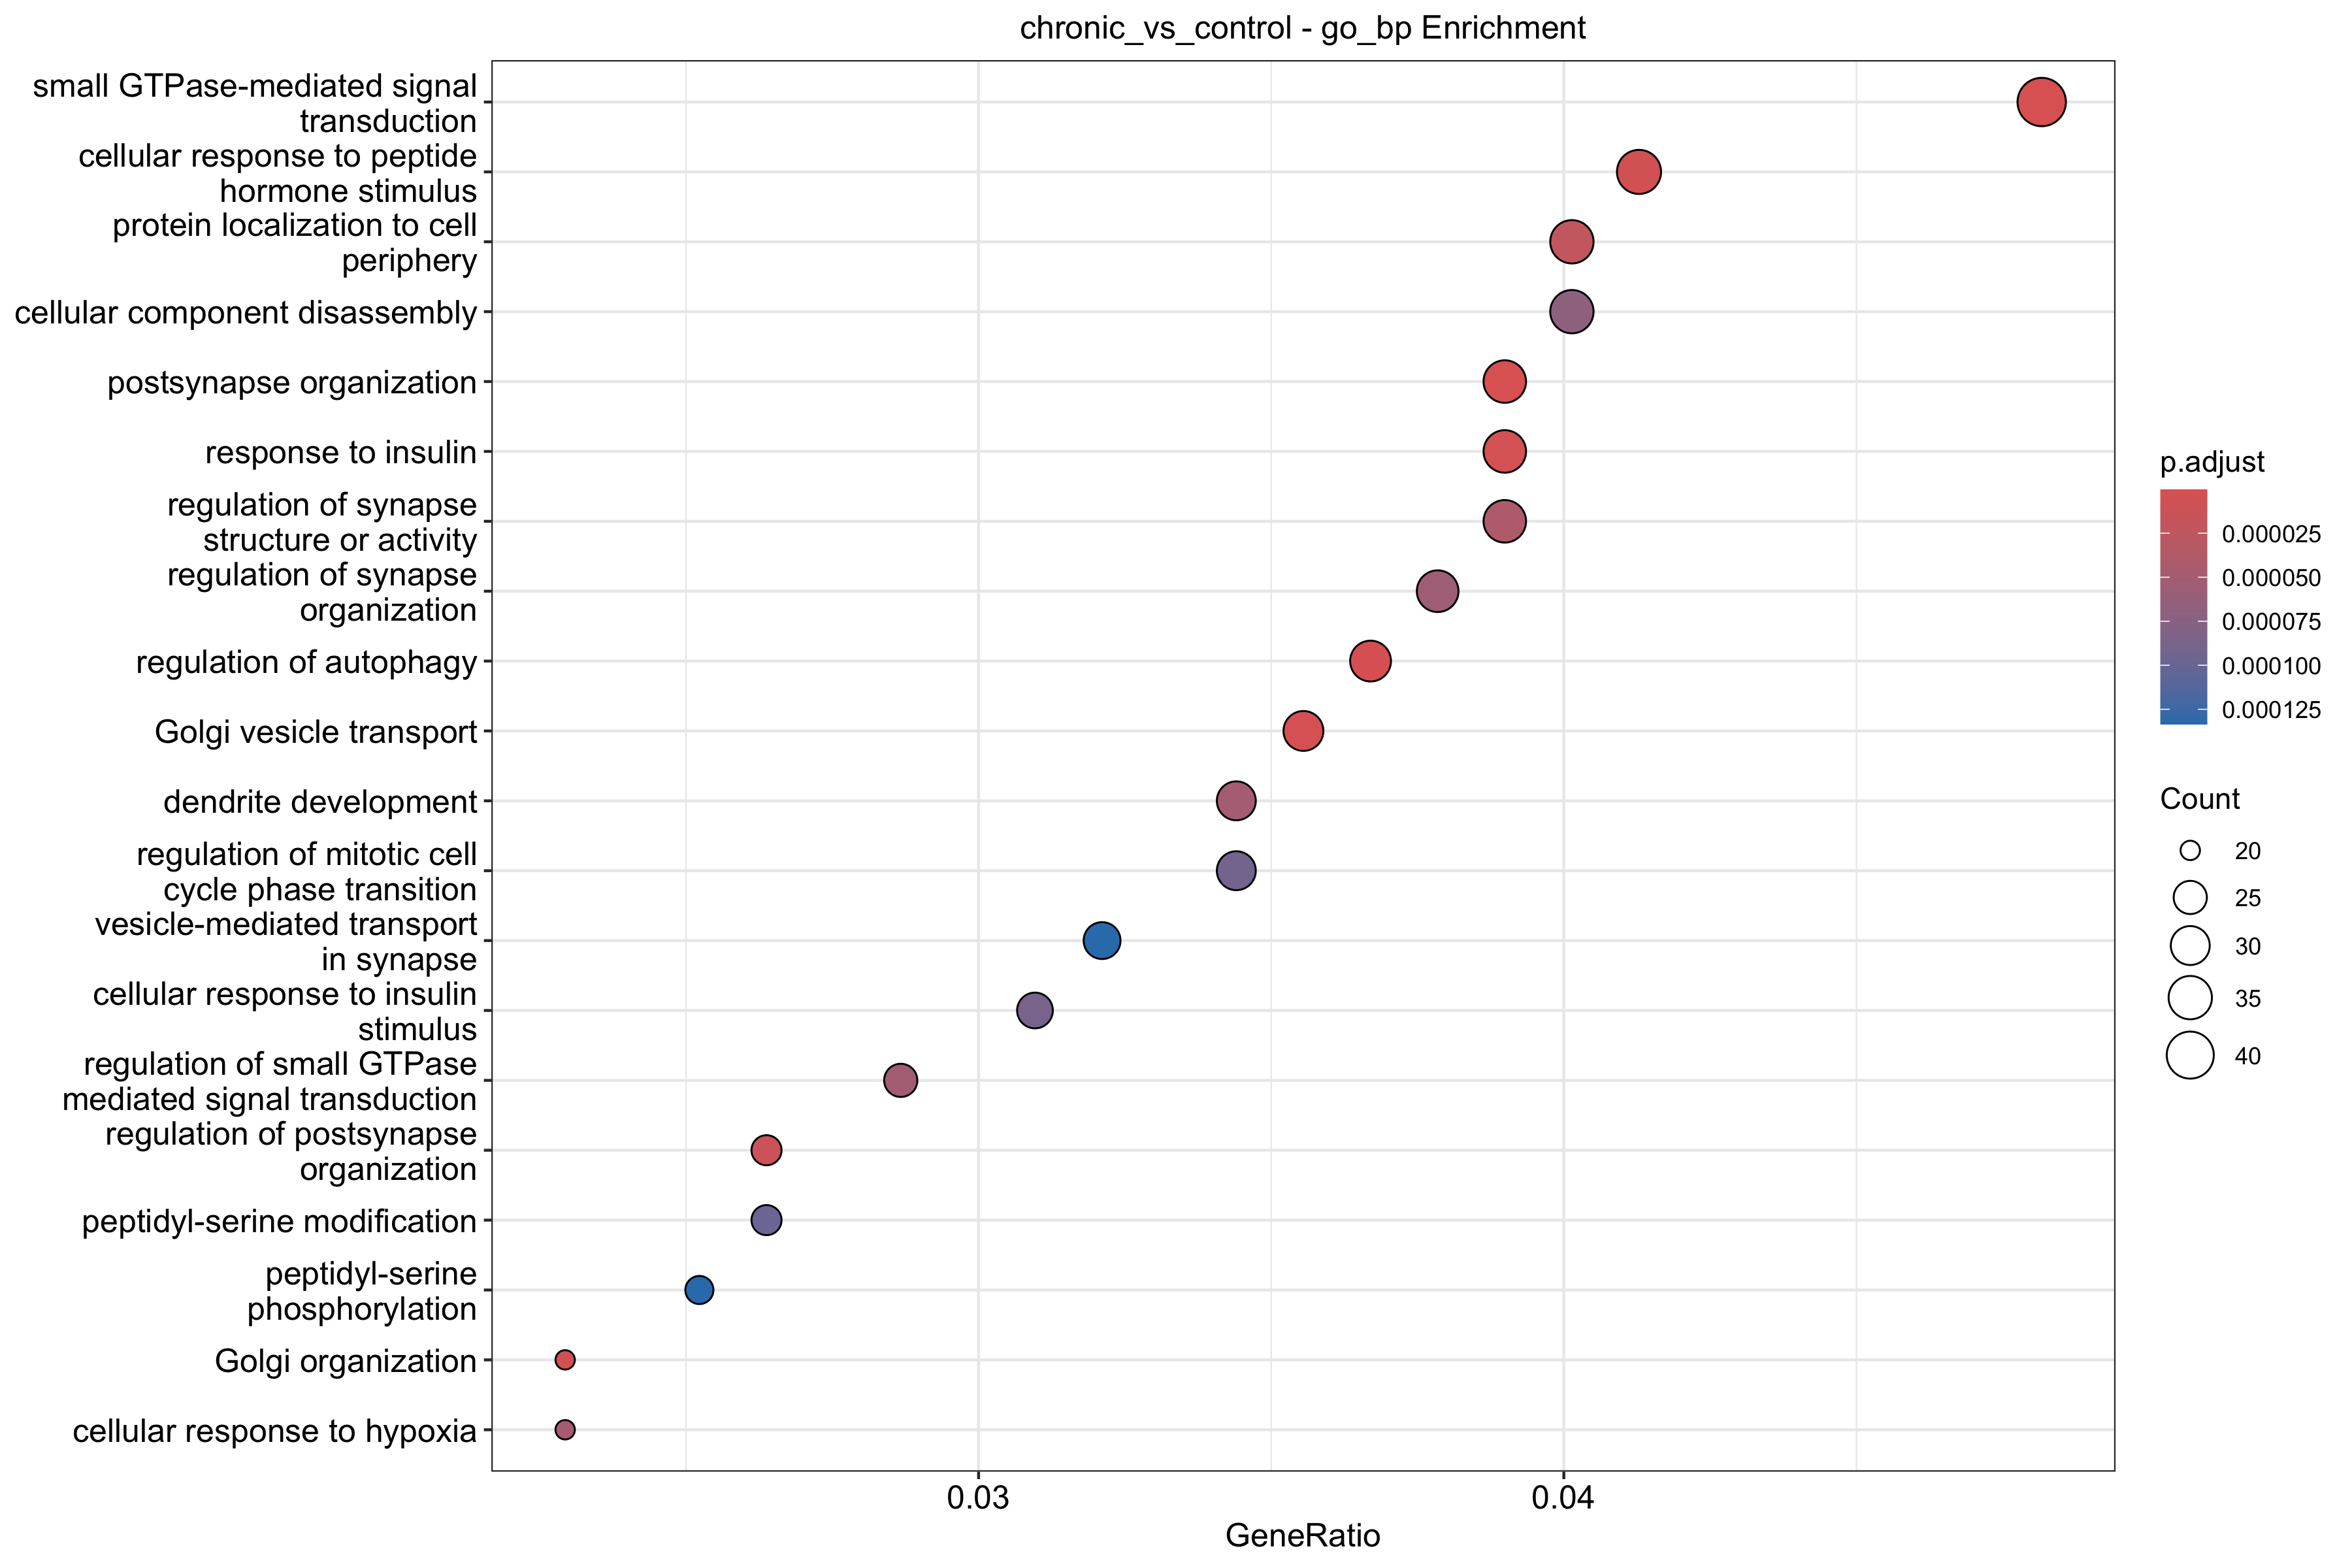 chronic_vs_control - go_bp Enrichment
small GTPase-mediated signal
transduction
cellular response to peptide
hormone stimulus
protein localization to cell
periphery
cellular component disassembly
postsynapse organization
response to insulin
regulation of synapse
structure or activity
regulation of synapse
organization
regulation of autophagy
Golgi vesicle transport
dendrite development
regulation of mitotic cell
cycle phase transition
vesicle-mediated transport
in synapse
cellular response to insulin
stimulus
regulation of small GTPase
mediated signal transduction
regulation of postsynapse
organization
peptidyl-serine modification
peptidyl-serine
phosphorylation
Golgi organization
cellular response to hypoxia
0.03
0.04
GeneRatio
p.adjust
0.000025
0.000050
0.000075
0.000100
0.000125
Count
20
25
30
35
40